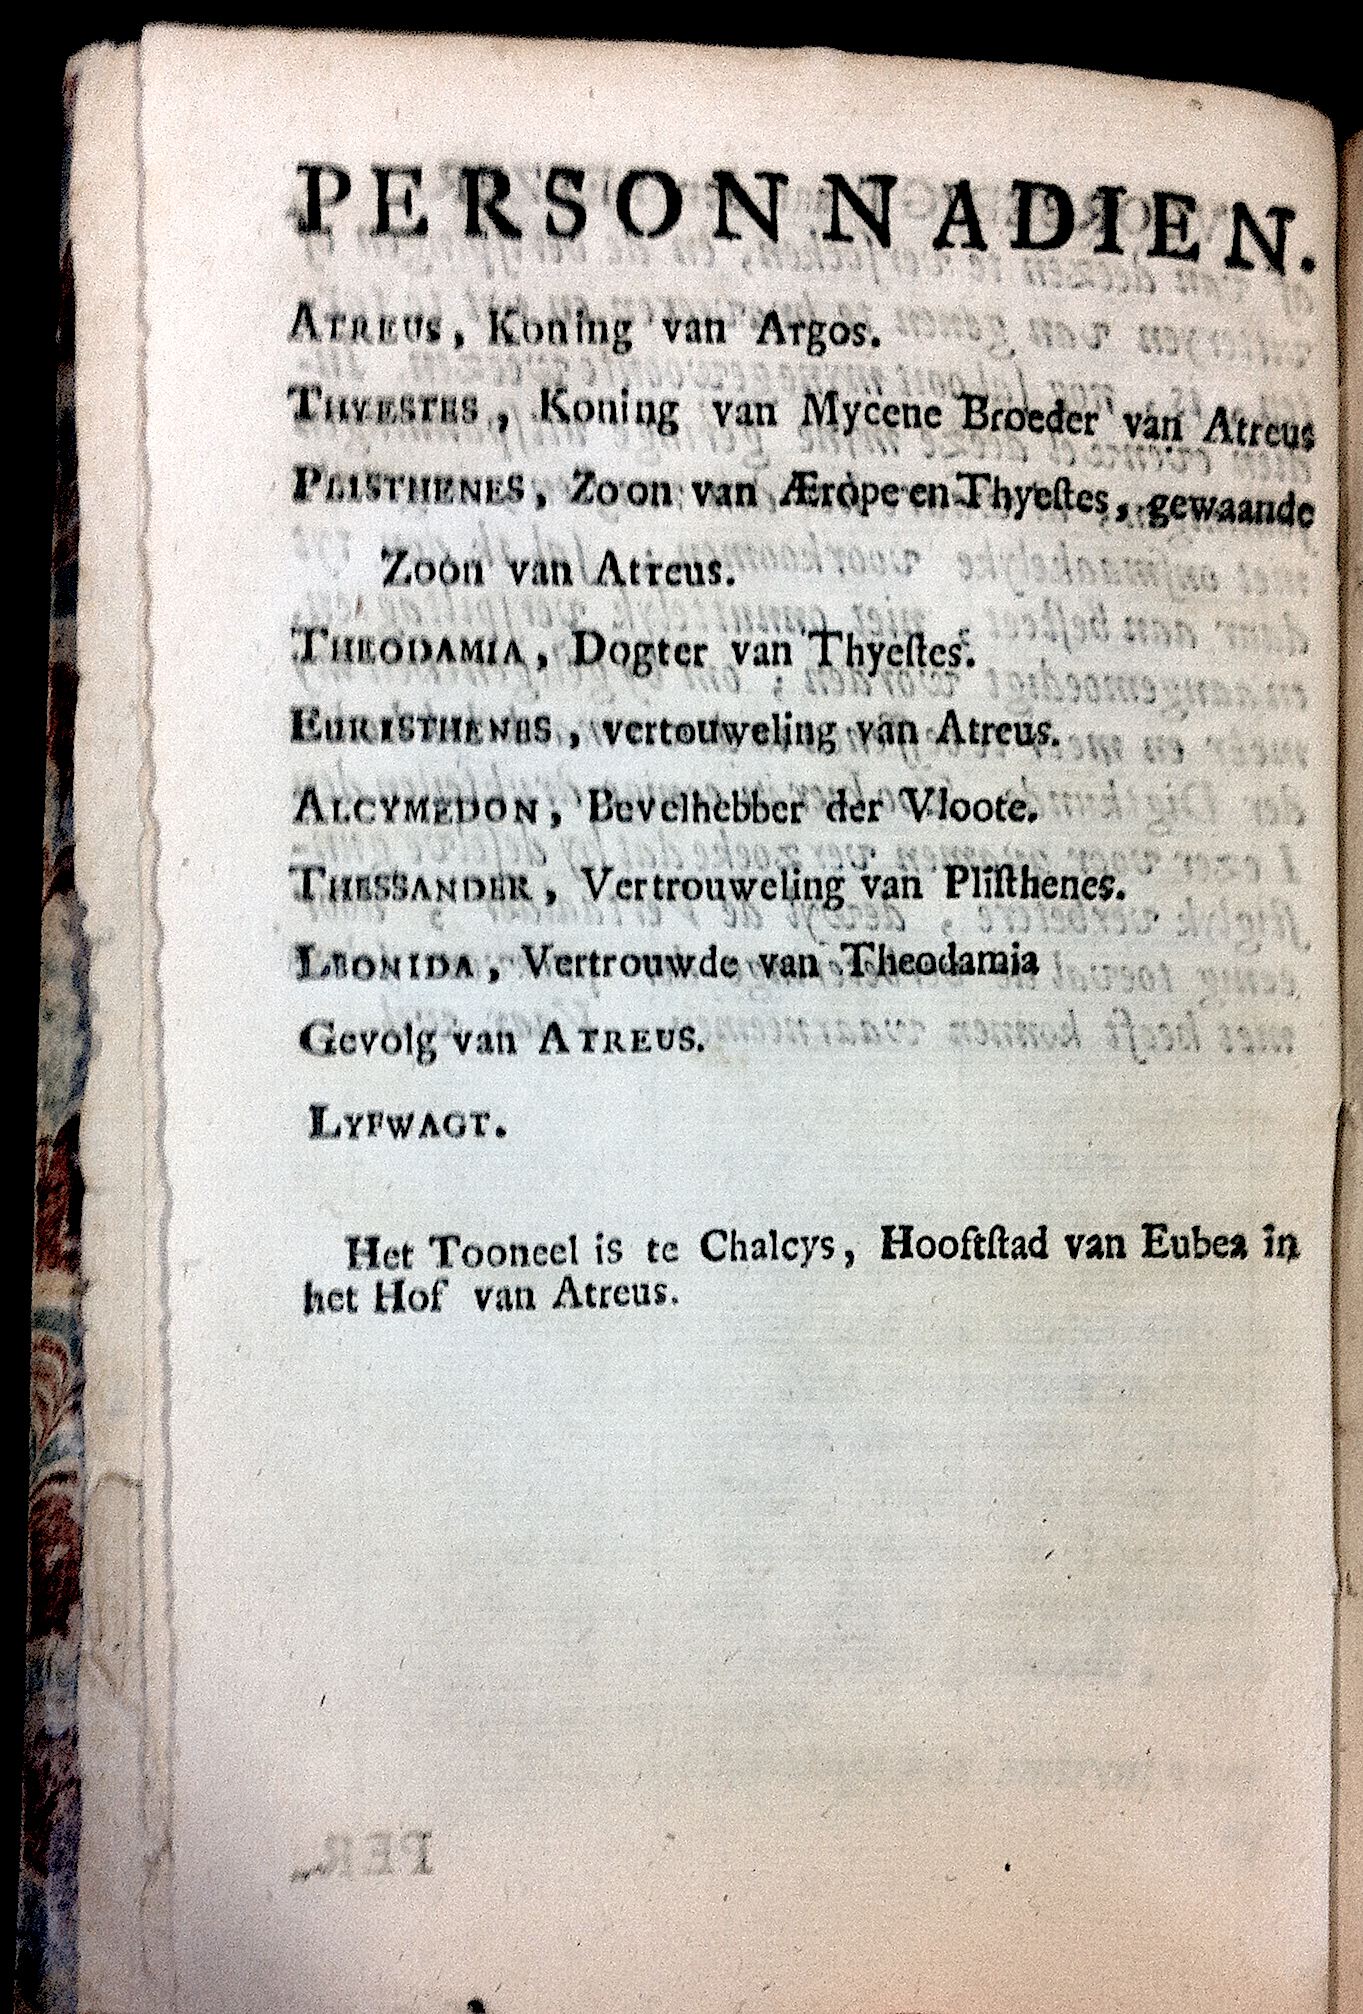 PERSONNADIEN.
ATREUS, Koning van Argos.
THYESTES, Koning van Mycene Broeder van Atreus
PLISTHENES, Zoon van Ærope en Thyeſtes, gewaande
Zoon van Atreus.
THEODAMIA, Dogter van Thyeſtes.
EURISTHENES, vertouweling van Atreus.
ALCYMEDON, Bevelhebber der Vloote.
THESSANDER, Vertrouweling van Pliſthenes.
LEONIDA, Vertrouwde van Theodamia
Gevolg van ATREUS.
LYFWAGT.
Het Tooneel is te Chalcys, Hooftſtad van Eubea in
het Hof van Atreus.